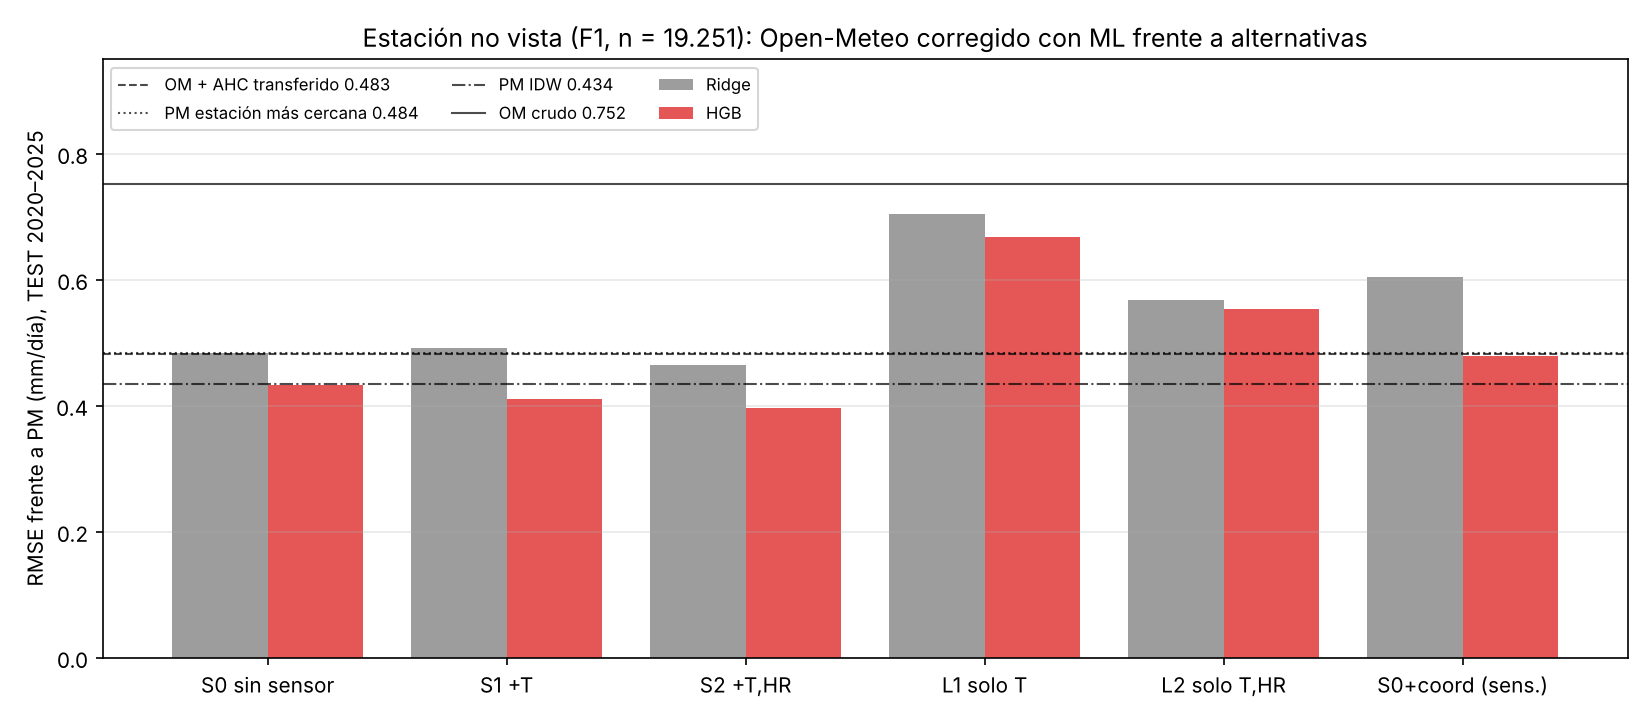 Estación no vista (F1, n = 19.251): Open-Meteo corregido con ML frente a alternativas
OM + AHC transferido 0.483
PM estación más cercana 0.484
PM IDW 0.434
OM crudo 0.752
Ridge
HGB
RMSE frente a PM (mm/día), TEST 2020–2025
0.8
0.6
0.4
0.2
0.0
S0 sin sensor
S1 +T
S2 +T,HR
L1 solo T
L2 solo T,HR
S0+coord (sens.)